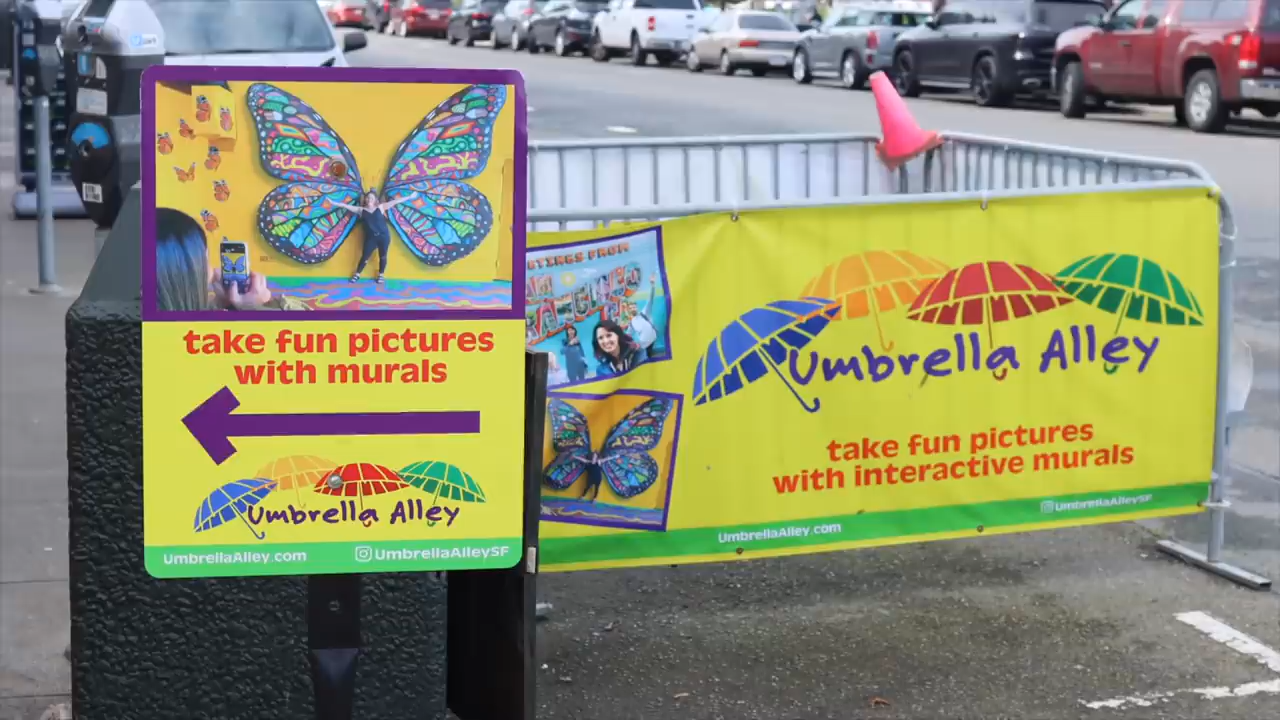 take fun pictures
with murals
Umbrella Alley
UmbrellaAlley.com
UmbrellaAlleySF
Umbrella Alley
take fun pictures
with interactive murals
UmbrellaAlley.com
UmbrellaAlleySF